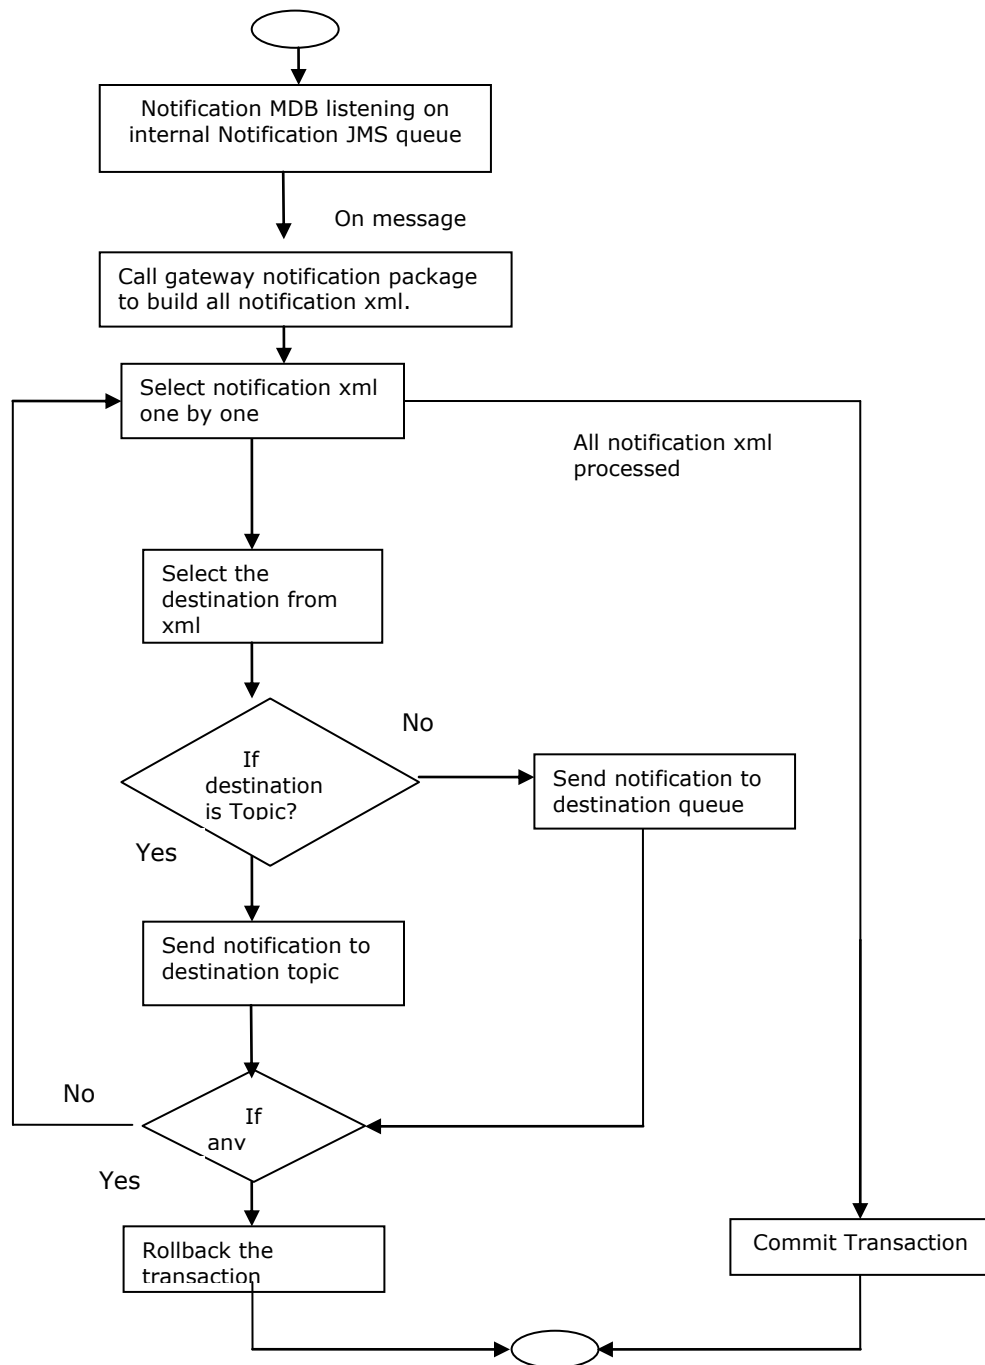 Notification MDB listening on
internal Notification JMS queue
On message
Call gateway notification package
to build all notification xml.
Select notification xml
one by one
All notification xml
processed
Select the
destination from
xml
No
If
destination
is Topic?
Send notification to
destination queue
Yes
Send notification to
destination topic
No
If
any
Yes
Rollback the
transaction
Commit Transaction